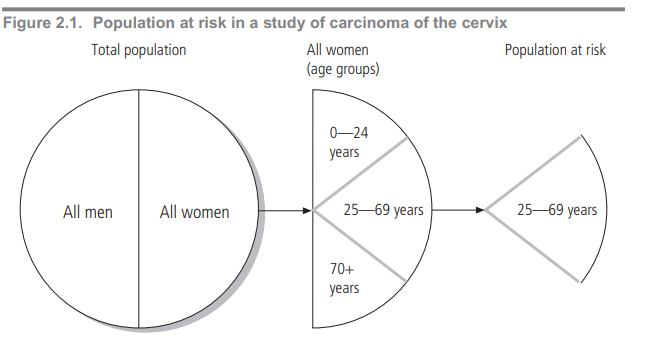 Figure 2.1. Population at risk in a study of carcinoma of the cervix
Total population
All women
(age groups)
Population at risk
All men
All women
0—24
years
25—69 years
70+
years
25—69 years